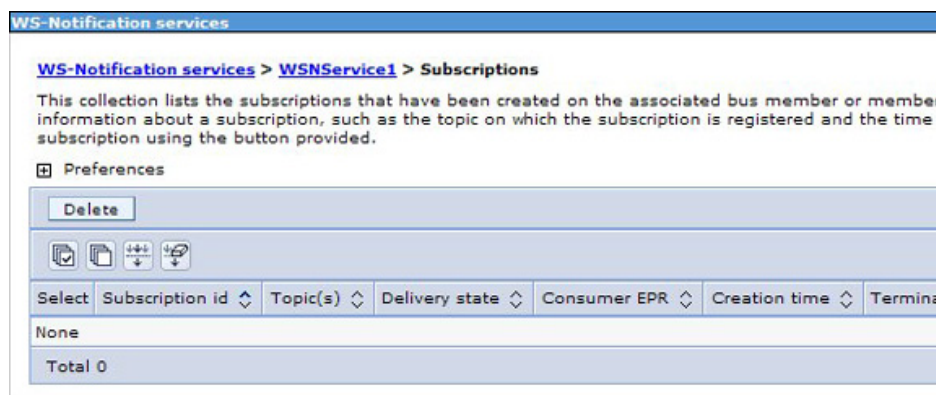 WS-Notification services
WS-Notification services > WSNService1 > Subscriptions
This collection lists the subscriptions that have been created on the associated bus member or member
information about a subscription, such as the topic on which the subscription is registered and the time
subscription using the button provided.
Preferences
Delete
Select Subscription id Topic(s) Delivery state Consumer EPR Creation time Termina
None
Total 0